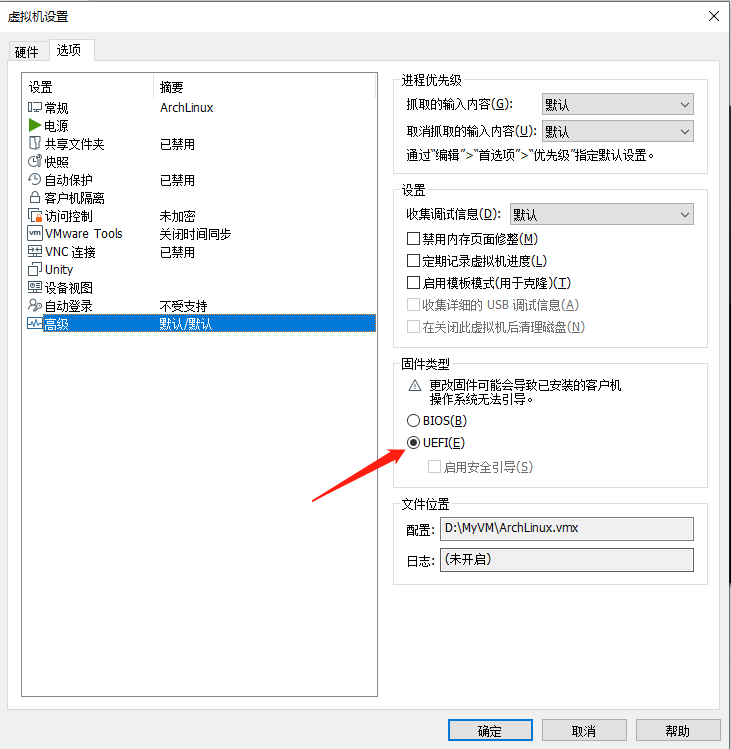 虚拟机设置
硬件 选项
设置 摘要
常规 ArchLinux
电源
共享文件夹 已禁用
快照
自动保护 已禁用
客户机隔离
访问控制 未加密
VMware Tools 关闭时间同步
VNC 连接 已禁用
Unity
设备视图
自动登录 不受支持
高级 默认/默认
进程优先级
抓取的输入内容(G): 默认
取消抓取的输入内容(U): 默认
通过“编辑”>“首选项”>“优先级”指定默认设置。
设置
收集调试信息(D): 默认
禁用内存页面修整(M)
定期记录虚拟机进度(L)
启用模板模式(用于克隆)(T)
收集详细的 USB 调试信息(A)
在关闭此虚拟机后清理磁盘(N)
固件类型
更改固件可能会导致已安装的客户机
操作系统无法引导。
BIOS(B)
UEFI(E)
启用安全引导(S)
文件位置
配置: D:\MyVM\ArchLinux.vmx
日志: (未开启)
确定 取消 帮助
vm